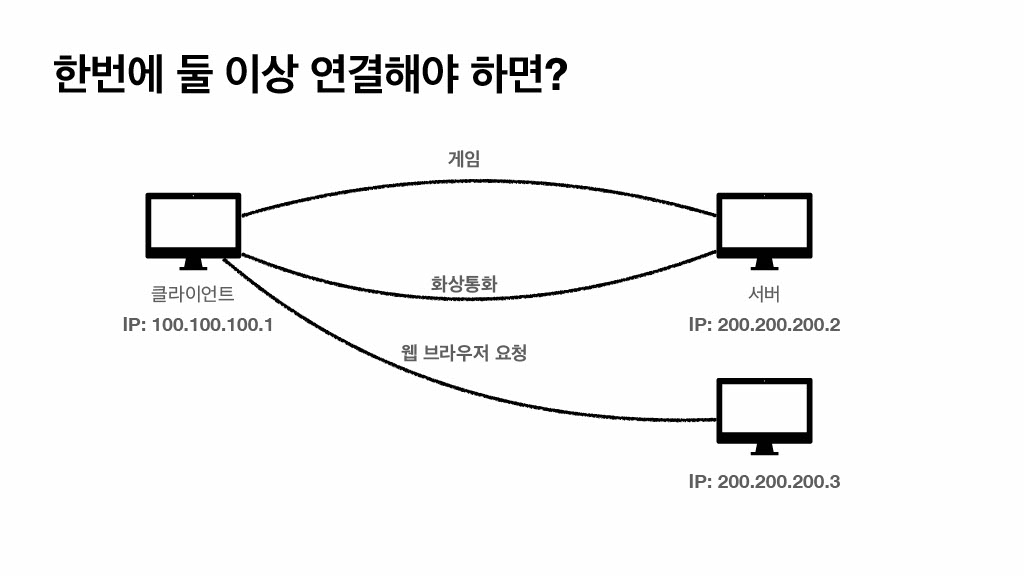 한번에 둘 이상 연결해야 하면?
게임
화상통화
클라이언트
서버
IP: 100.100.100.1
IP: 200.200.200.2
웹 브라우저 요청
IP: 200.200.200.3